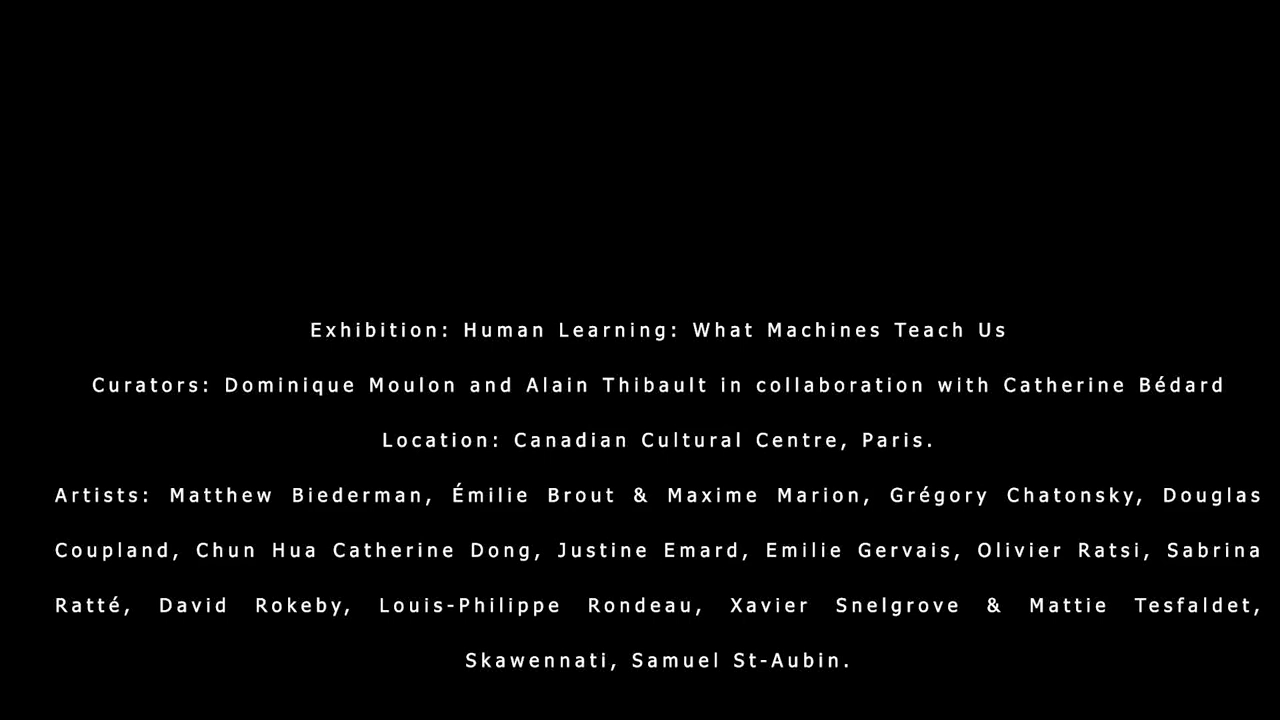 Exhibition: Human Learning: What Machines Teach Us
Curators: Dominique Moulon and Alain Thibault in collaboration with Catherine Bédard
Location: Canadian Cultural Centre, Paris.
Artists: Matthew Biederman, Émilie Brout & Maxime Marion, Grégory Chatonsky, Douglas
Coupland, Chun Hua Catherine Dong, Justine Emard, Emilie Gervais, Olivier Ratsi, Sabrina
Ratté, David Rokeby, Louis-Philippe Rondeau, Xavier Snelgrove & Mattie Tesfaldet,
Skawennati, Samuel St-Aubin.